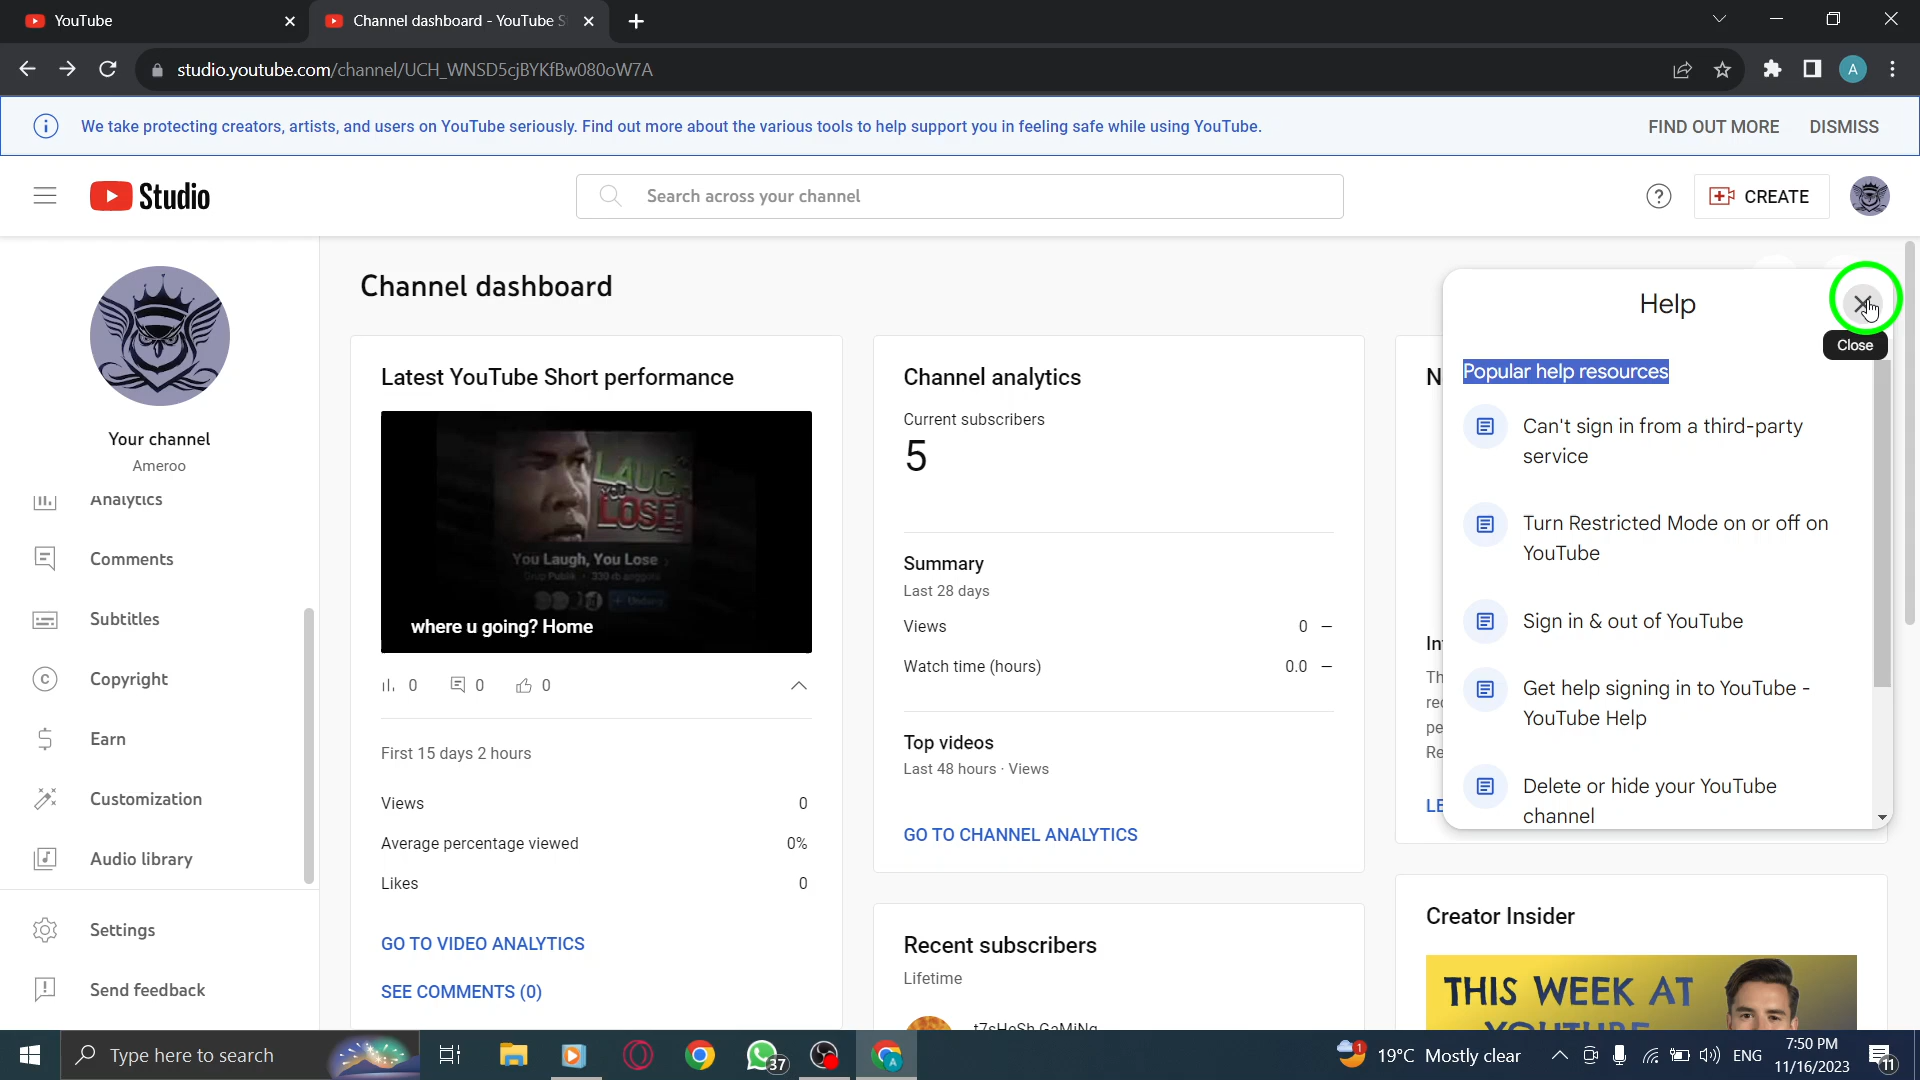 YouTube
Channel dashboard - YouTube S
studio.youtube.com/channel/UCH_WNSD5cjBYKfBw080oW7A
A
We take protecting creators, artists, and users on YouTube seriously. Find out more about the various tools to help support you in feeling safe while using YouTube.
FIND OUT MORE
DISMISS
Studio
Search across your channel
CREATE
Your channel
Ameroo
Analytics
Comments
Subtitles
Copyright
Earn
Customization
Audio library
Settings
Send feedback
Channel dashboard
Latest YouTube Short performance
LAUGH
LOSE!
You Laugh, You Lose
where u going? Home
0 0 0
First 15 days 2 hours
Views 0
Average percentage viewed 0%
Likes 0
GO TO VIDEO ANALYTICS
SEE COMMENTS (0)
Channel analytics
Current subscribers
5
Summary
Last 28 days
Views 0 —
Watch time (hours) 0.0 —
Top videos
Last 48 hours · Views
GO TO CHANNEL ANALYTICS
Recent subscribers
Lifetime
t7sHeSh GaMiNg
Help
Close
Popular help resources
Can't sign in from a third-party
service
Turn Restricted Mode on or off on
YouTube
Sign in & out of YouTube
Get help signing in to YouTube -
YouTube Help
Delete or hide your YouTube
channel
Creator Insider
THIS WEEK AT
YOUTUBE
Type here to search
37
A
1
19°C Mostly clear
ENG
7:50 PM
11/16/2023
11